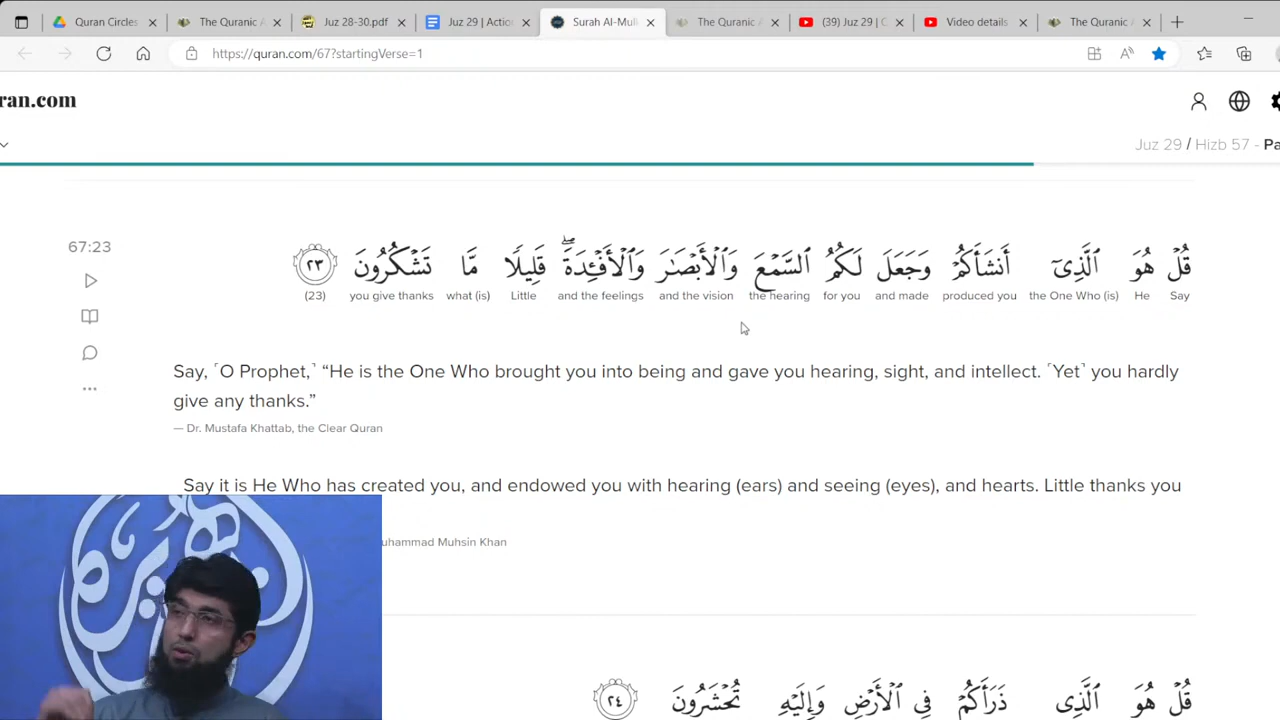 Quran Circles
The Quranic A
Juz 28-30.pdf
Juz 29 | Actio
Surah Al-Mul
The Quranic A
(39) Juz 29 | C
Video details
The Quranic A
https://quran.com/67?startingVerse=1
ran.com
Juz 29 / Hizb 57 - Pa
67:23
قُلْ هُوَ ٱلَّذِىٓ أَنشَأَكُمْ وَجَعَلَ لَكُمُ ٱلسَّمْعَ وَٱلْأَبْصَـٰرَ وَٱلْأَفْـِٔدَةَ ۖ قَلِيلًا مَّا تَشْكُرُونَ ٢٣
(23) you give thanks what (is) Little and the feelings and the vision the hearing for you and made produced you the One Who (is) He Say
Say, ˹O Prophet,˺ “He is the One Who brought you into being and gave you hearing, sight, and intellect. ˹Yet˺ you hardly
give any thanks.”
— Dr. Mustafa Khattab, the Clear Quran
Say it is He Who has created you, and endowed you with hearing (ears) and seeing (eyes), and hearts. Little thanks you
uhammad Muhsin Khan
قُلْ هُوَ ٱلَّذِى ذَرَأَكُمْ فِى ٱلْأَرْضِ وَإِلَيْهِ تُحْشَرُونَ ٢٤